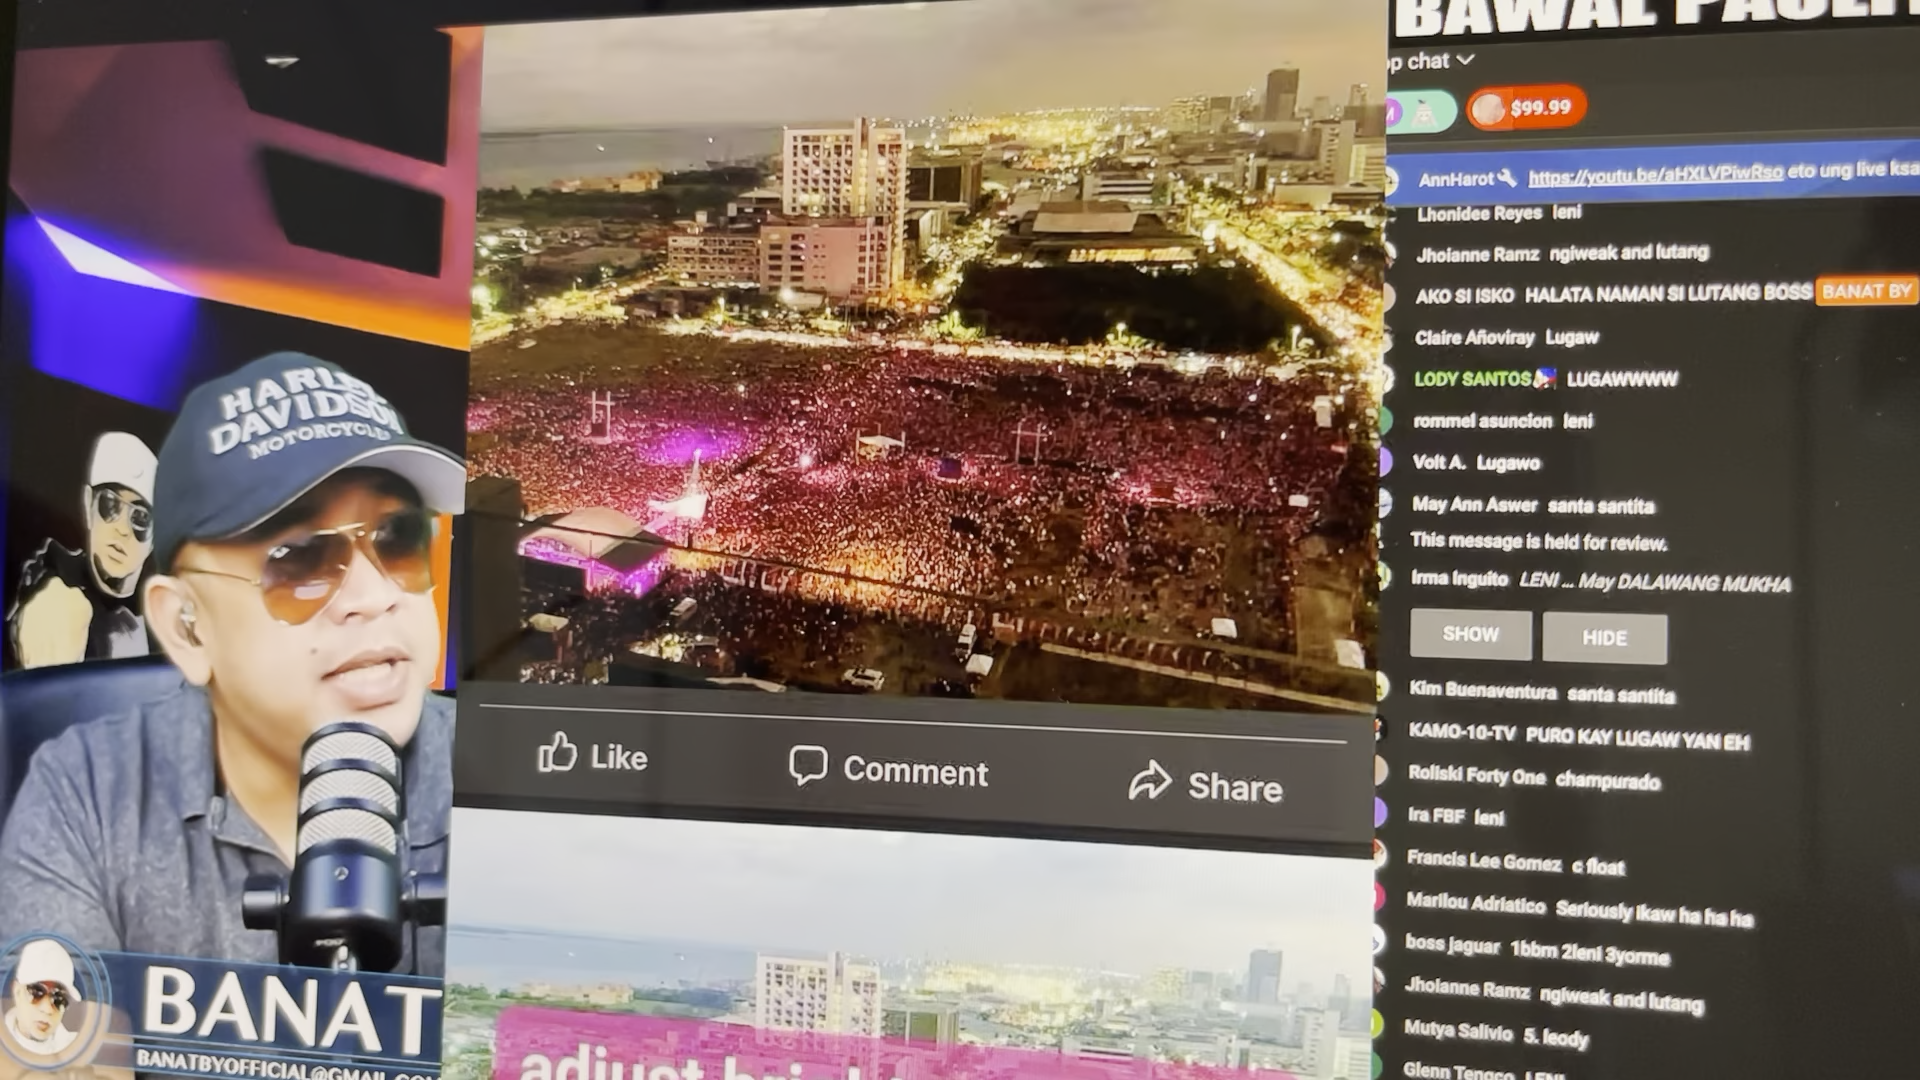 HARLEY
DAVIDSON
MOTORCYCLES
BANAT
Like
Comment
Share
BAWAL
op chat
$99.99
AnnHarot https://youtu.be/aHXLVPiwRso eto ung live ksa
Lhonidee Reyes leni
Jhoianne Ramz ngiweak and lutang
AKO SI ISKO HALATA NAMAN SI LUTANG BOSS BANAT BY
Claire Añoviray Lugaw
LODY SANTOS LUGAWWWW
rommel asuncion leni
Volt A. Lugawo
May Ann Aswer santa santita
This message is held for review.
Irma Inguito LENI ... May DALAWANG MUKHA
SHOW
HIDE
Kim Buenaventura santa santita
KAMO-10-TV PURO KAY LUGAW YAN EH
Roliski Forty One champurado
Ira FBF leni
Francis Lee Gomez c float
Marilou Adriatico Seriously Ikaw ha ha ha
boss jaguar 1bbm 2leni 3yorme
Jhoianne Ramz ngiweak and lutang
Mutya Salivio 5. leody
Glenn Tengco LENI
BANATBYOFFICIAL@GMAIL.COM
adjust